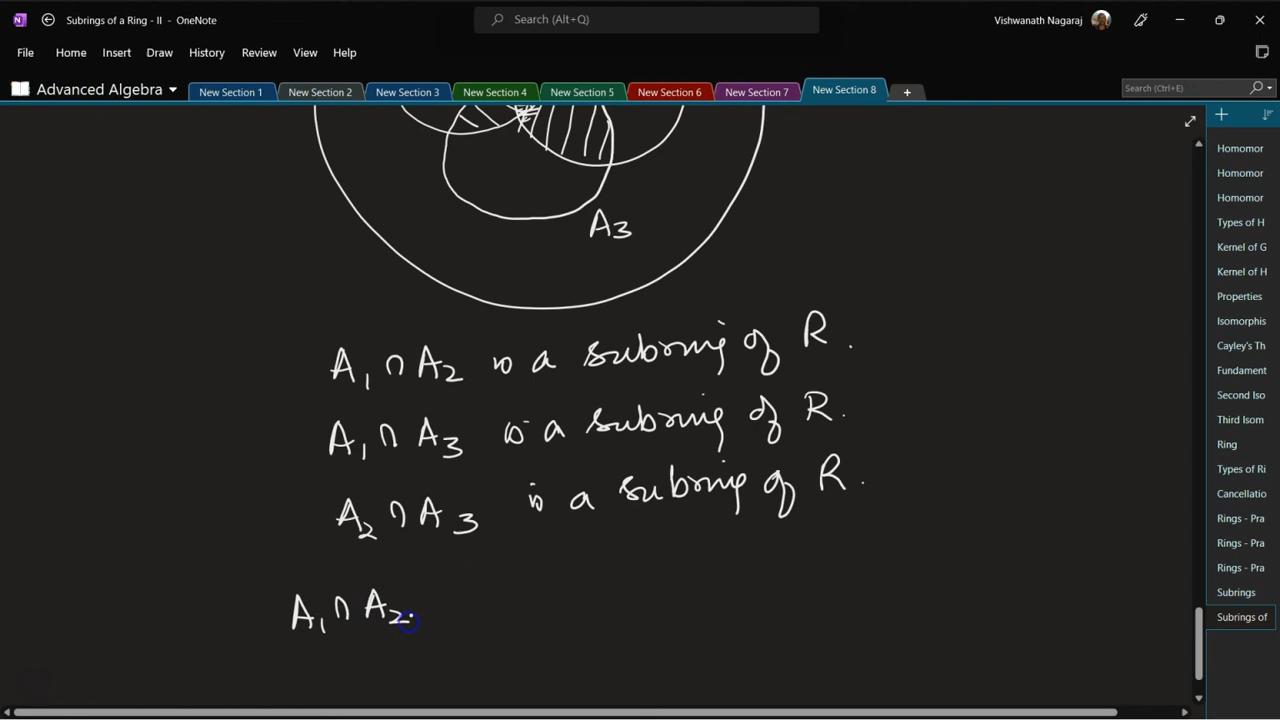 Subrings of a Ring - II - OneNote
Search (Alt+Q)
Vishwanath Nagaraj
File Home Insert Draw History Review View Help
Advanced Algebra
New Section 1 New Section 2 New Section 3 New Section 4 New Section 5 New Section 6 New Section 7 New Section 8
Search (Ctrl+E)
Homomor
Homomor
Homomor
Types of H
Kernel of G
Kernel of H
Properties
Isomorphis
Cayley's Th
Fundament
Second Iso
Third Isom
Ring
Types of Ri
Cancellatio
Rings - Pra
Rings - Pra
Rings - Pra
Subrings
Subrings of
A₃
A₁ ∩ A₂ is a subring of R.
A₁ ∩ A₃ is a subring of R.
A₂ ∩ A₃ is a subring of R.
A₁ ∩ A₂